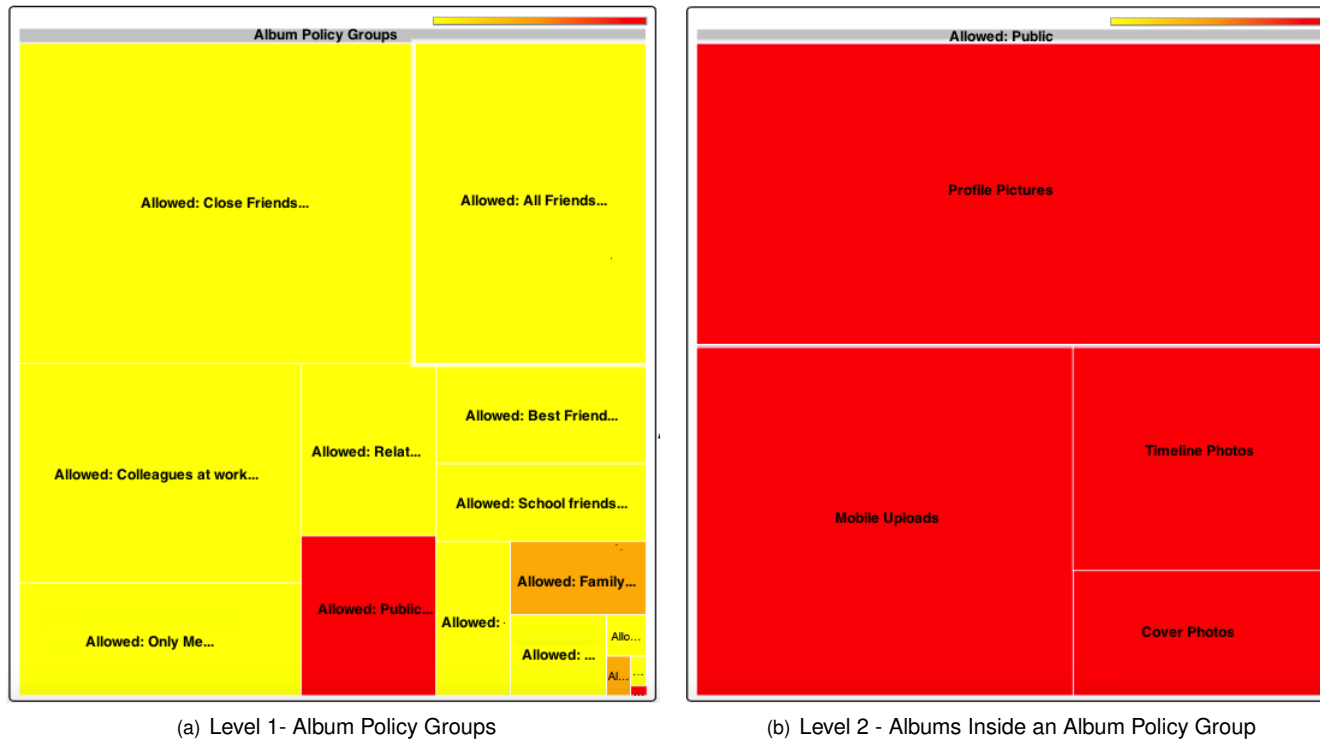 Album Policy Groups
Allowed: Close Friends...
Allowed: All Friends...
Allowed: Colleagues at work...
Allowed: Relat...
Allowed: Best Friend...
Allowed: School friends...
Allowed: Only Me...
Allowed: Public...
Allowed:
Allowed: Family...
Allowed: ...
Allo...
Al...
...
...
(a) Level 1- Album Policy Groups
Allowed: Public
Profile Pictures
Mobile Uploads
Timeline Photos
Cover Photos
(b) Level 2 - Albums Inside an Album Policy Group